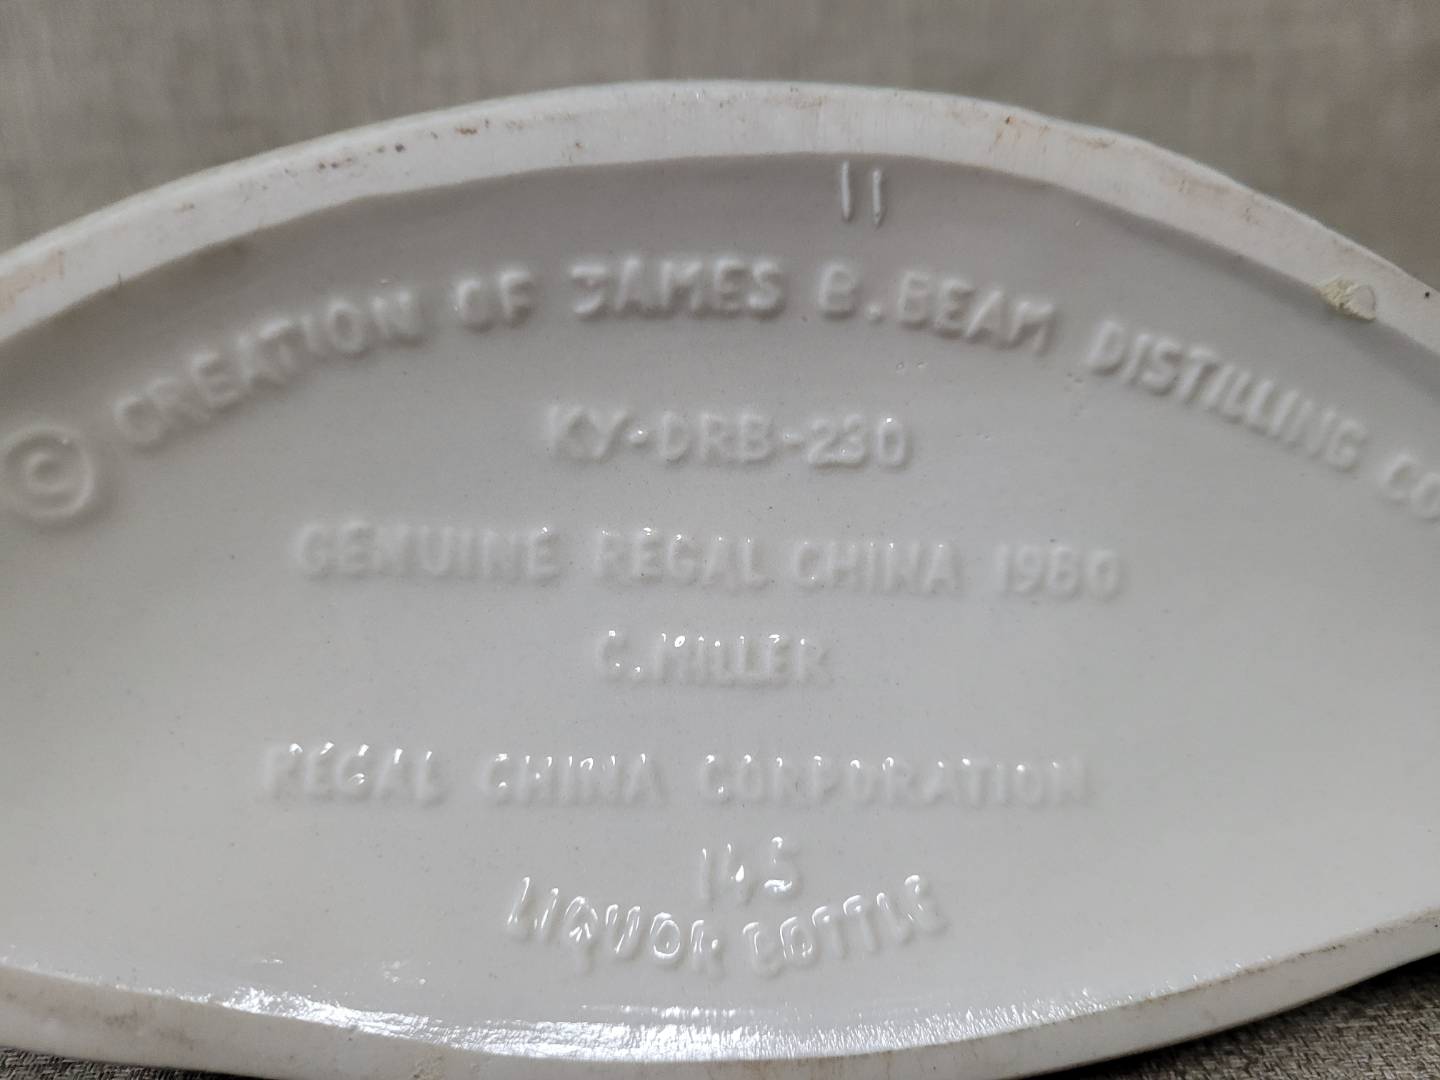 11
© CREATION OF JAMES B. BEAM DISTILLING CO
KY-DRB-230
GENUINE REGAL CHINA 1980
C. MILLER
REGAL CHINA CORPORATION
145
LIQUOR BOTTLE